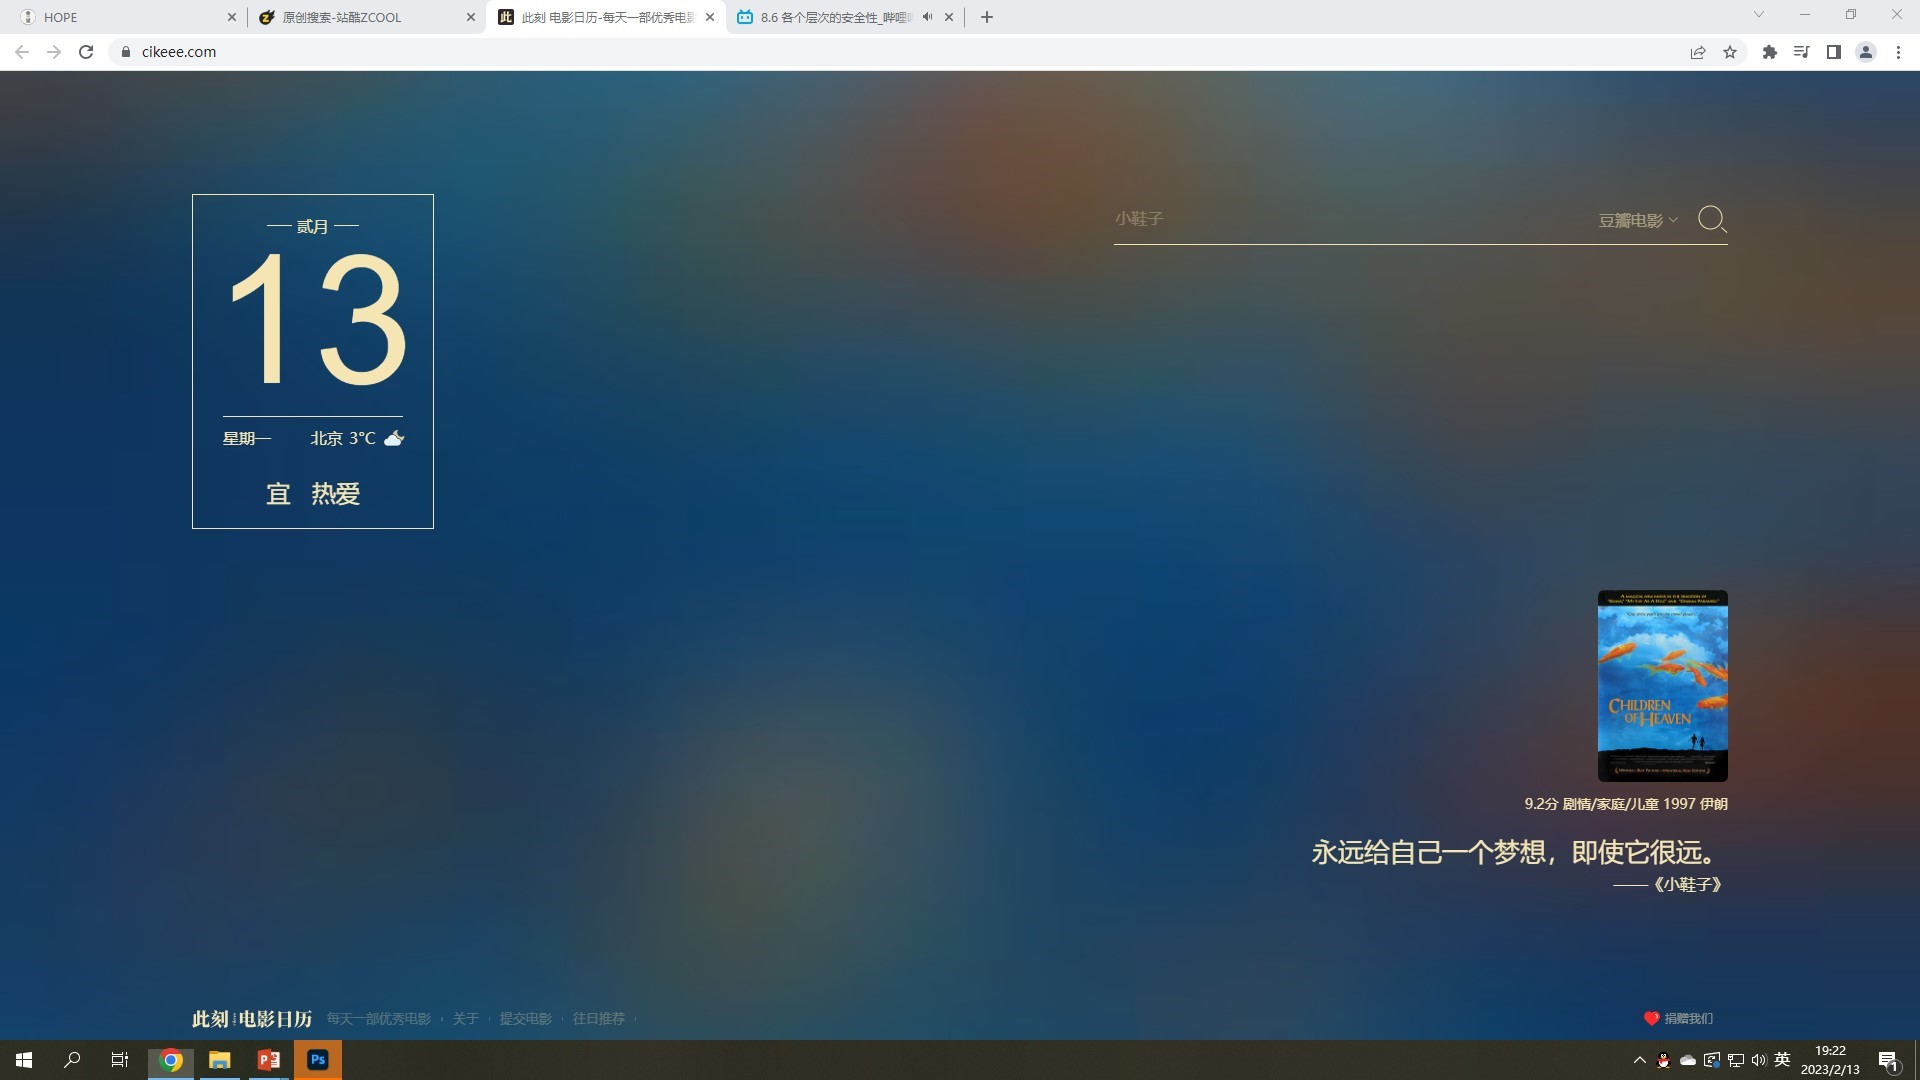 HOPE
原创搜索-站酷ZCOOL
此刻 电影日历-每天一部优秀电影
8.6 各个层次的安全性_哔哩
cikeee.com
贰月
13
星期一 北京 3°C
宜 热爱
小鞋子
豆瓣电影
CHILDREN
OF HEAVEN
9.2分 剧情/家庭/儿童 1997 伊朗
永远给自己一个梦想，即使它很远。
——《小鞋子》
此刻 电影日历 每天一部优秀电影 关于 提交电影 往日推荐
捐赠我们
Ps
英
19:22
2023/2/13
1